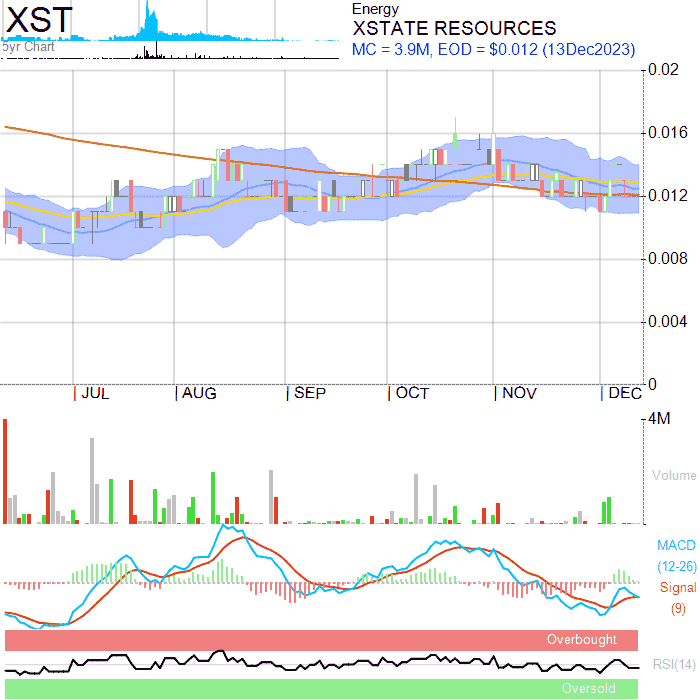 XST
5yr Chart
Energy
XSTATE RESOURCES
MC = 3.9M, EOD = $0.012 (13Dec2023)
0.02
0.016
0.012
0.008
0.004
0
JUL AUG SEP OCT NOV DEC
4M
Volume
MACD
(12-26)
Signal
(9)
Overbought
RSI(14)
Oversold